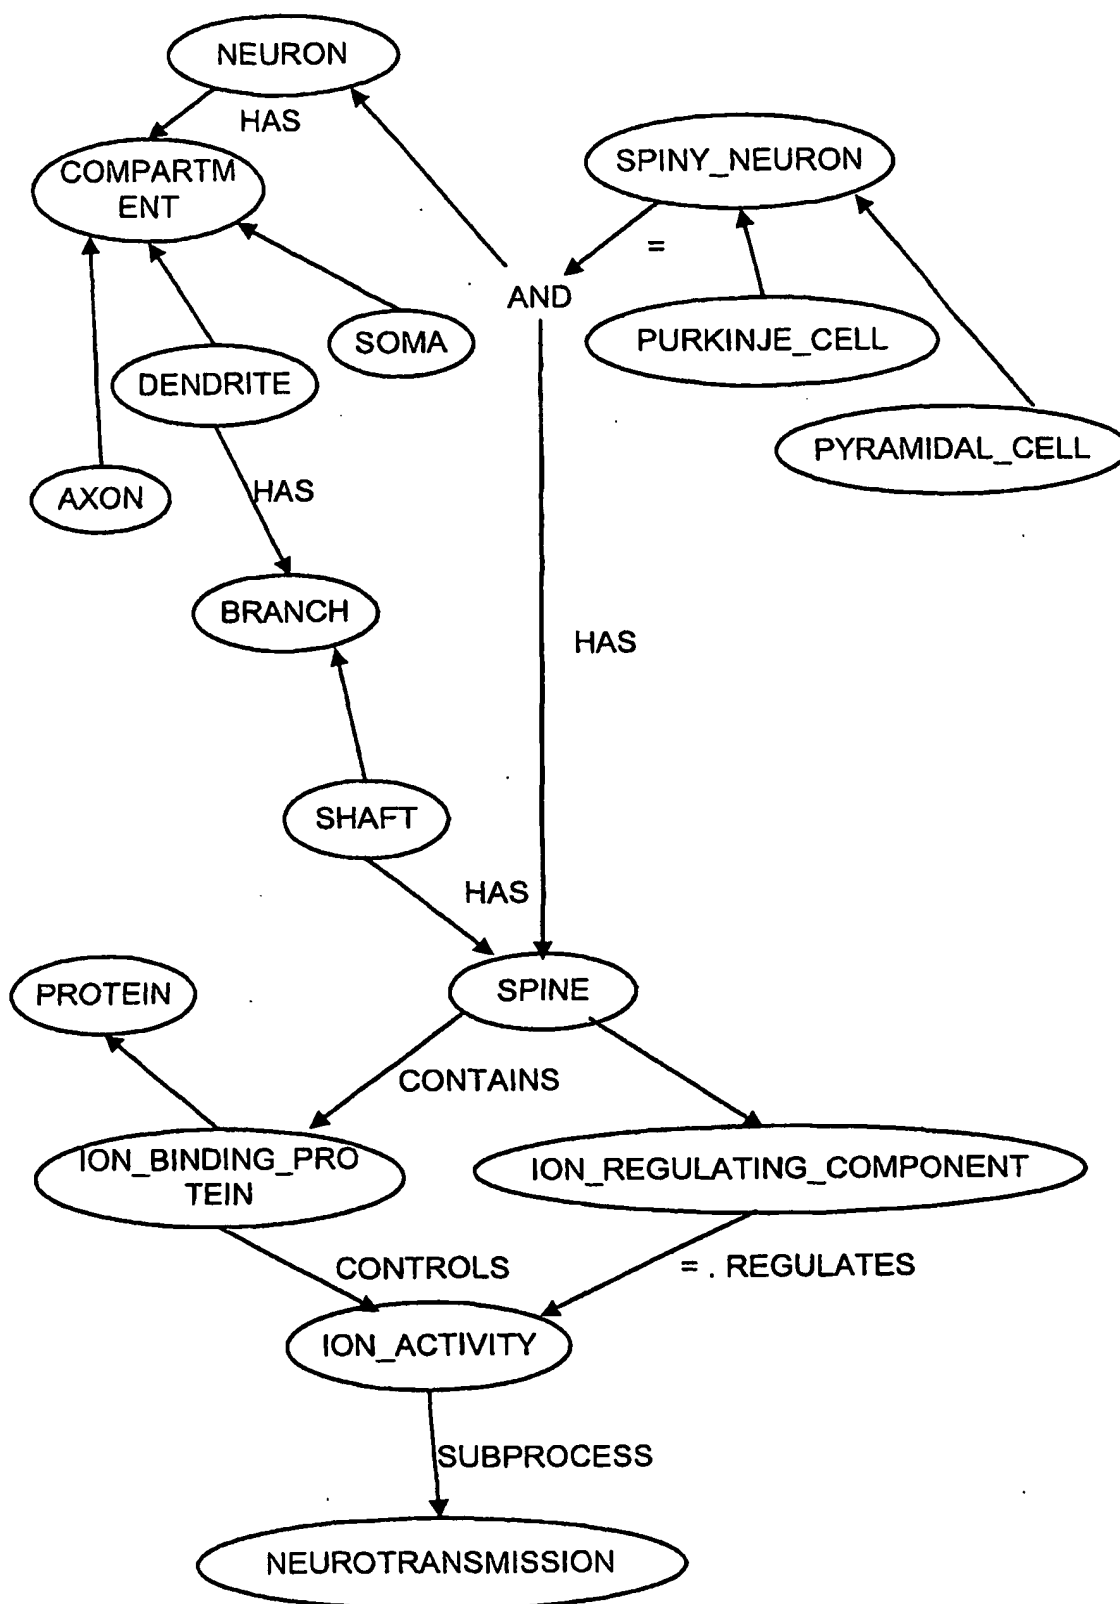 NEURON
HAS
COMPARTM
ENT
SPINY_NEURON
=
AND
SOMA
PURKINJE_CELL
DENDRITE
PYRAMIDAL_CELL
AXON
HAS
BRANCH
HAS
SHAFT
HAS
SPINE
PROTEIN
CONTAINS
ION_BINDING_PRO
TEIN
ION_REGULATING_COMPONENT
CONTROLS
= . REGULATES
ION_ACTIVITY
SUBPROCESS
NEUROTRANSMISSION